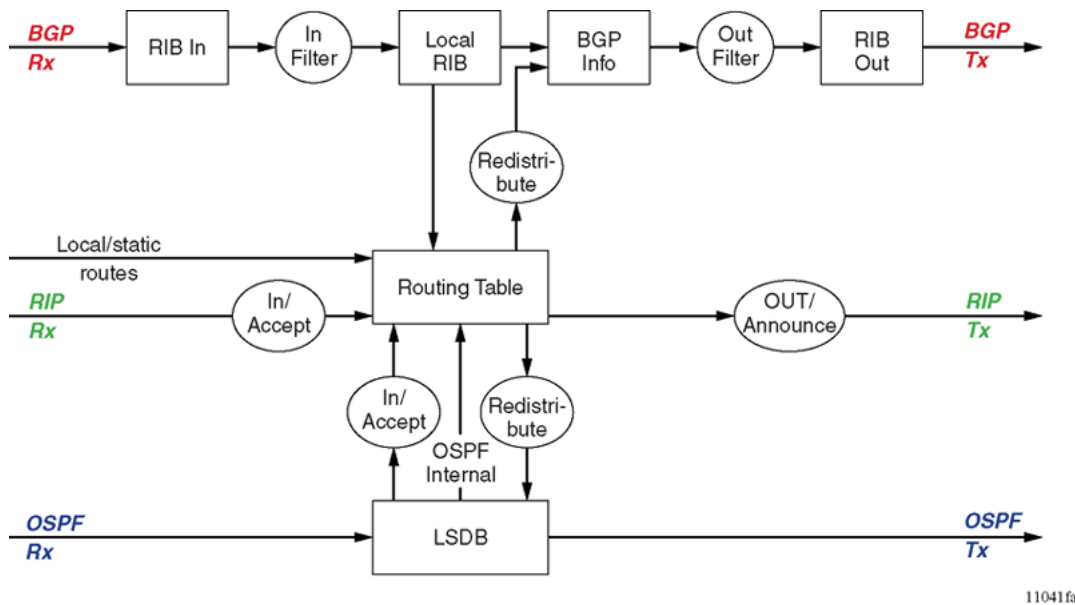 BGP
Rx
RIB In
In
Filter
Local
RIB
BGP
Info
Out
Filter
RIB
Out
BGP
Tx
Redistri-
bute
Local/static
routes
Routing Table
RIP
Rx
In/
Accept
OUT/
Announce
RIP
Tx
In/
Accept
OSPF
Internal
Redistri-
bute
OSPF
Rx
LSDB
OSPF
Tx
11041fa